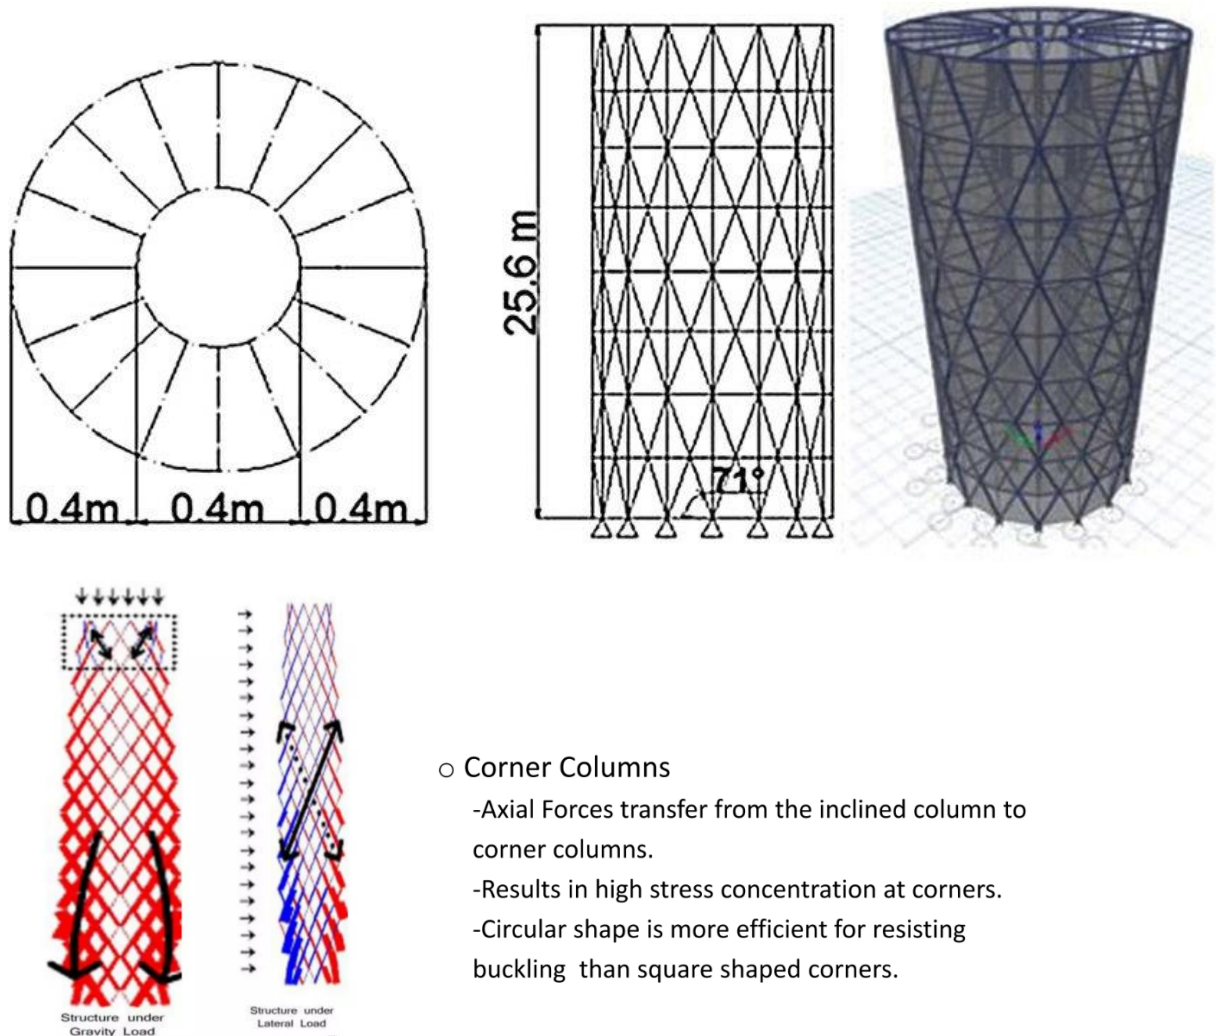 25.6 m
71°
0.4m 0.4m 0.4m
Structure under
Gravity Load
Structure under
Lateral Load
○ Corner Columns
-Axial Forces transfer from the inclined column to
corner columns.
-Results in high stress concentration at corners.
-Circular shape is more efficient for resisting
buckling than square shaped corners.